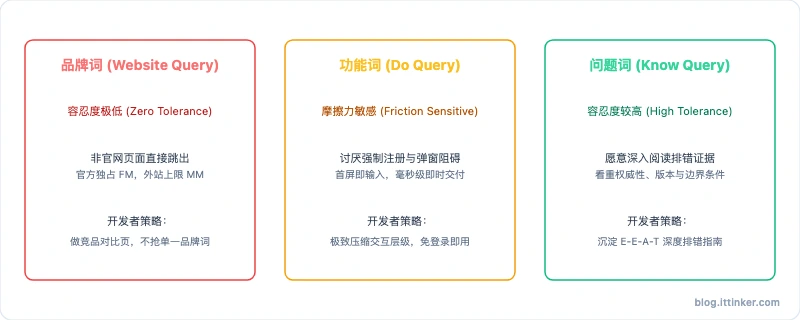 品牌词 (Website Query)
容忍度极低 (Zero Tolerance)
非官网页面直接跳出
官方独占 FM，外站上限 MM
开发者策略：
做竞品对比页，不抢单一品牌词
功能词 (Do Query)
摩擦力敏感 (Friction Sensitive)
讨厌强制注册与弹窗阻碍
首屏即输入，毫秒级即时交付
开发者策略：
极致压缩交互层级，免登录即用
问题词 (Know Query)
容忍度较高 (High Tolerance)
愿意深入阅读排错证据
看重权威性、版本与边界条件
开发者策略：
沉淀 E-E-A-T 深度排错指南
blog.ittinker.com